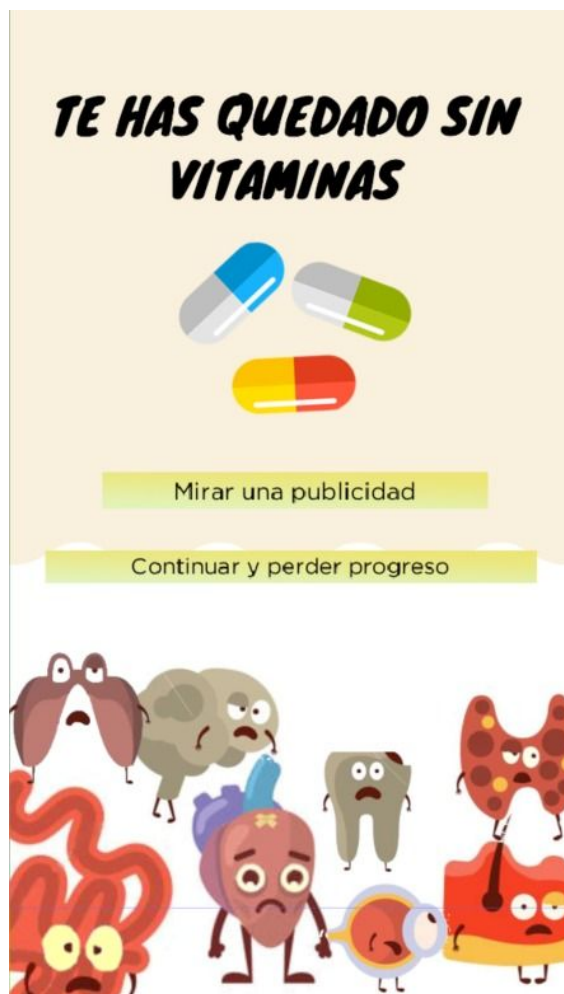 TE HAS QUEDADO SIN
VITAMINAS
Mirar una publicidad
Continuar y perder progreso